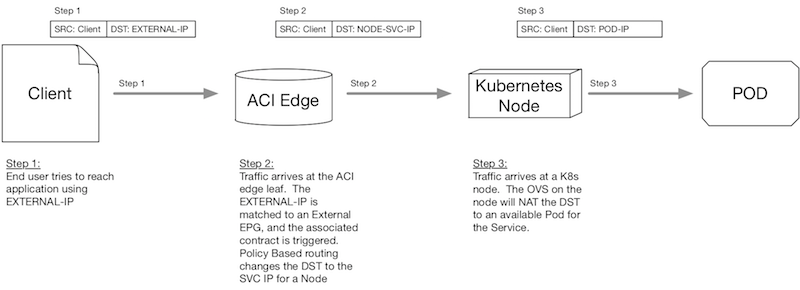 Step 1
Step 2
Step 3
SRC: Client DST: EXTERNAL-IP
SRC: Client DST: NODE-SVC-IP
SRC: Client DST: POD-IP
Client
Step 1
ACI Edge
Step 2
Kubernetes
Node
Step 3
POD
Step 1:
End user tries to reach
application using
EXTERNAL-IP
Step 2:
Traffic arrives at the ACI
edge leaf. The
EXTERNAL-IP is
matched to an External
EPG, and the associated
contract is triggered.
Policy Based routing
changes the DST to the
SVC IP for a Node
Step 3:
Traffic arrives at a K8s
node. The OVS on the
node will NAT the DST
to an available Pod for
the Service.